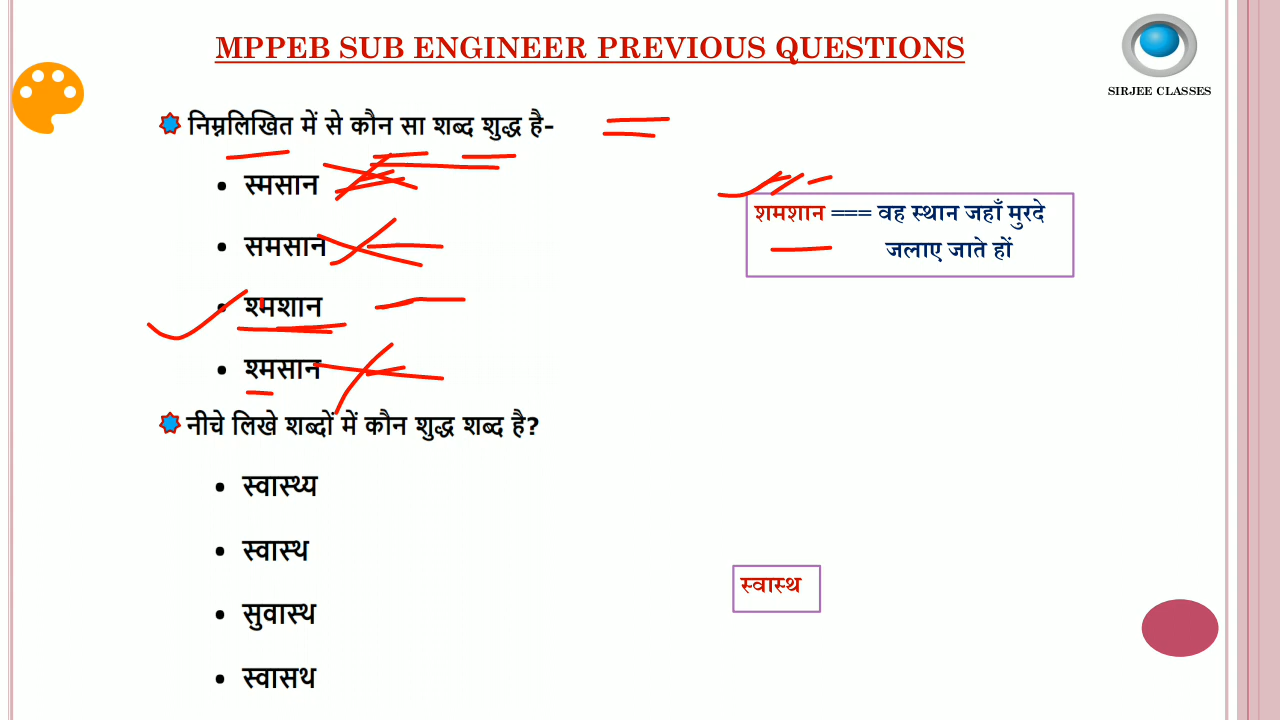 MPPEB SUB ENGINEER PREVIOUS QUESTIONS
SIRJEE CLASSES
निम्नलिखित में से कौन सा शब्द शुद्ध है-
• स्मसान
• समसान
• श्मशान
• श्मसान
शमशान === वह स्थान जहाँ मुरदे
जलाए जाते हों
नीचे लिखे शब्दों में कौन शुद्ध शब्द है?
• स्वास्थ्य
• स्वास्थ
• सुवास्थ
• स्वासथ
स्वास्थ